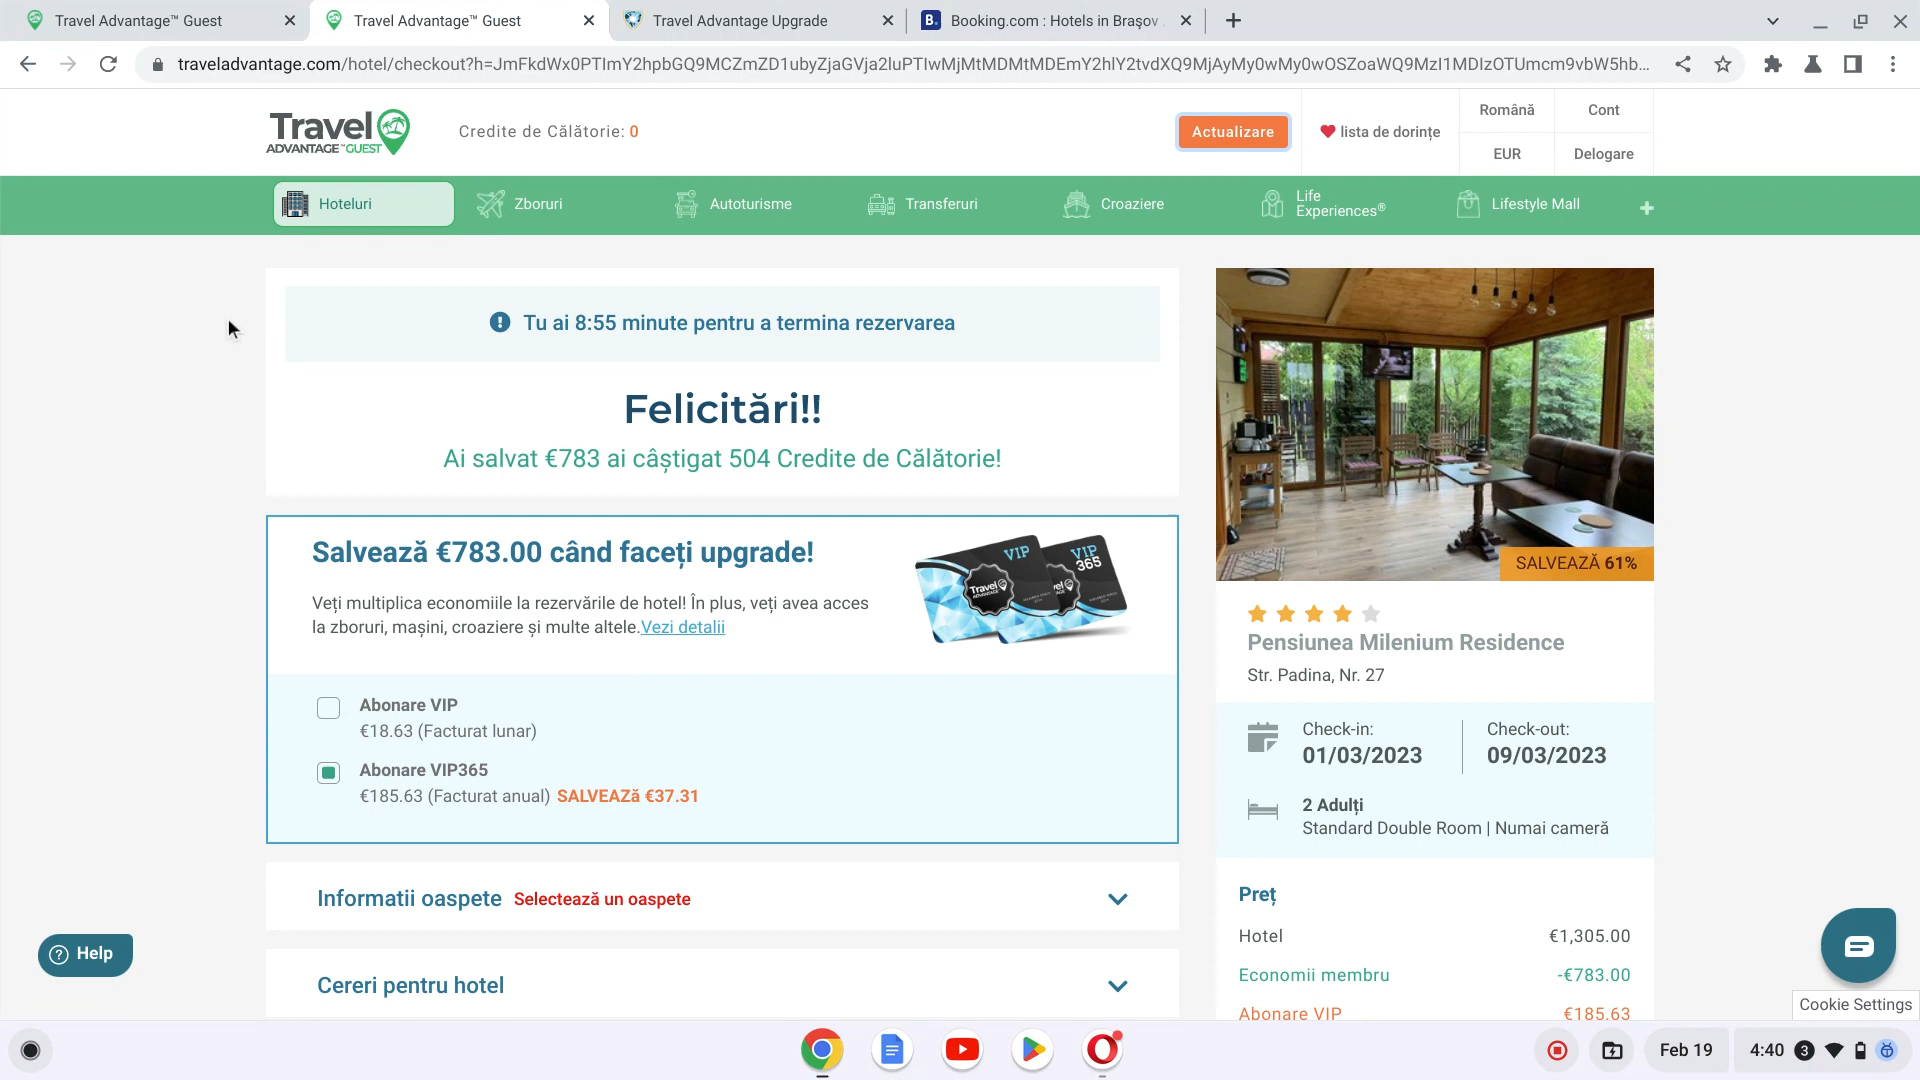 Travel Advantage™ Guest
Travel Advantage™ Guest
Travel Advantage Upgrade
Booking.com : Hotels in Brașov
traveladvantage.com/hotel/checkout?h=JmFkdWx0PTImY2hpbGQ9MCZmZD1ubyZjaGVja2luPTIwMjMtMDMtMDEmY2hlY2tvdXQ9MjAyMy0wMy0wOSZoaWQ9MzI1MDIzOTUmcm9vbW5hb...
Travel
ADVANTAGE™GUEST
Credite de Călătorie: 0
Actualizare
lista de dorințe
Română
Cont
EUR
Delogare
Hoteluri
Zboruri
Autoturisme
Transferuri
Croaziere
Life
Experiences®
Lifestyle Mall
Tu ai 8:55 minute pentru a termina rezervarea
Felicitări!!
Ai salvat €783 ai câștigat 504 Credite de Călătorie!
Salvează €783.00 când faceți upgrade!
Veți multiplica economiile la rezervările de hotel! În plus, veți avea acces
la zboruri, mașini, croaziere și multe altele.Vezi detalii
VIP
VIP
365
Travel
ADVANTAGE
Abonare VIP
€18.63 (Facturat lunar)
Abonare VIP365
€185.63 (Facturat anual) SALVEAZă €37.31
Informatii oaspete Selectează un oaspete
Cereri pentru hotel
SALVEAZĂ 61%
Pensiunea Milenium Residence
Str. Padina, Nr. 27
Check-in:
01/03/2023
Check-out:
09/03/2023
2 Adulți
Standard Double Room | Numai cameră
Preț
Hotel €1,305.00
Economii membru -€783.00
Abonare VIP €185.63
Help
Cookie Settings
Feb 19
4:40
3